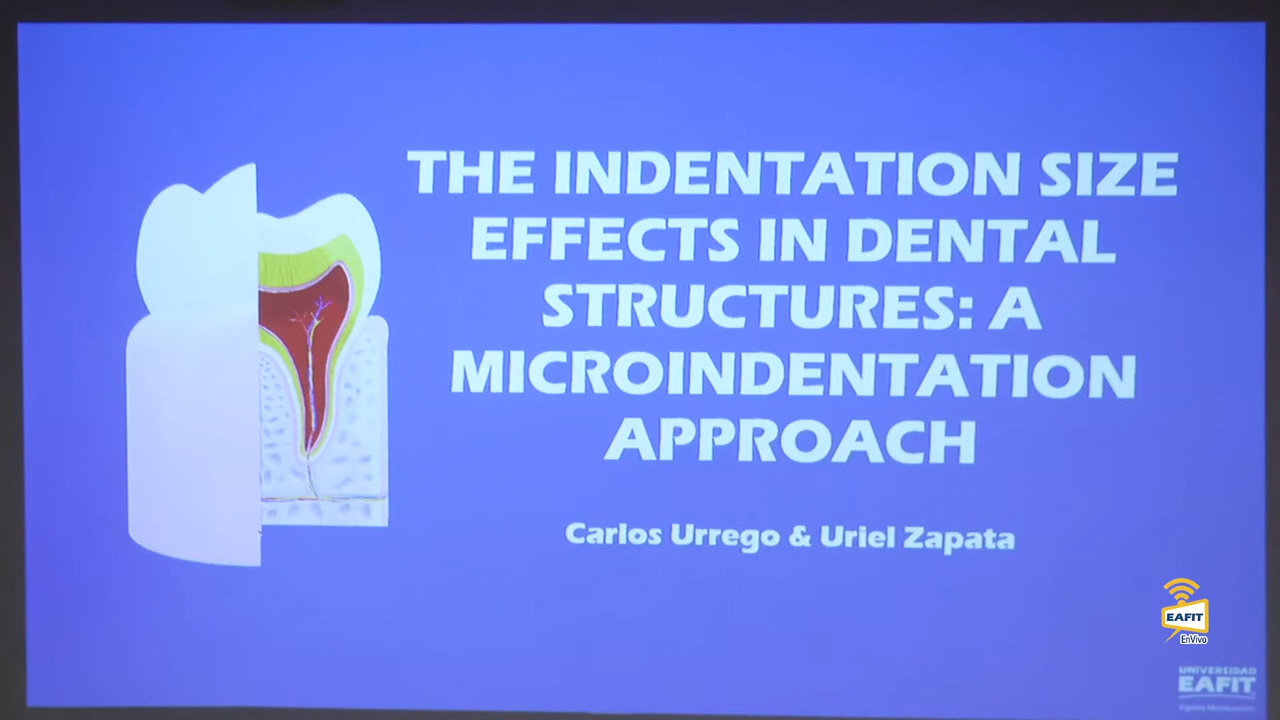 THE INDENTATION SIZE
EFFECTS IN DENTAL
STRUCTURES: A
MICROINDENTATION
APPROACH
Carlos Urrego & Uriel Zapata
EAFIT
EnVivo
UNIVERSIDAD
EAFIT